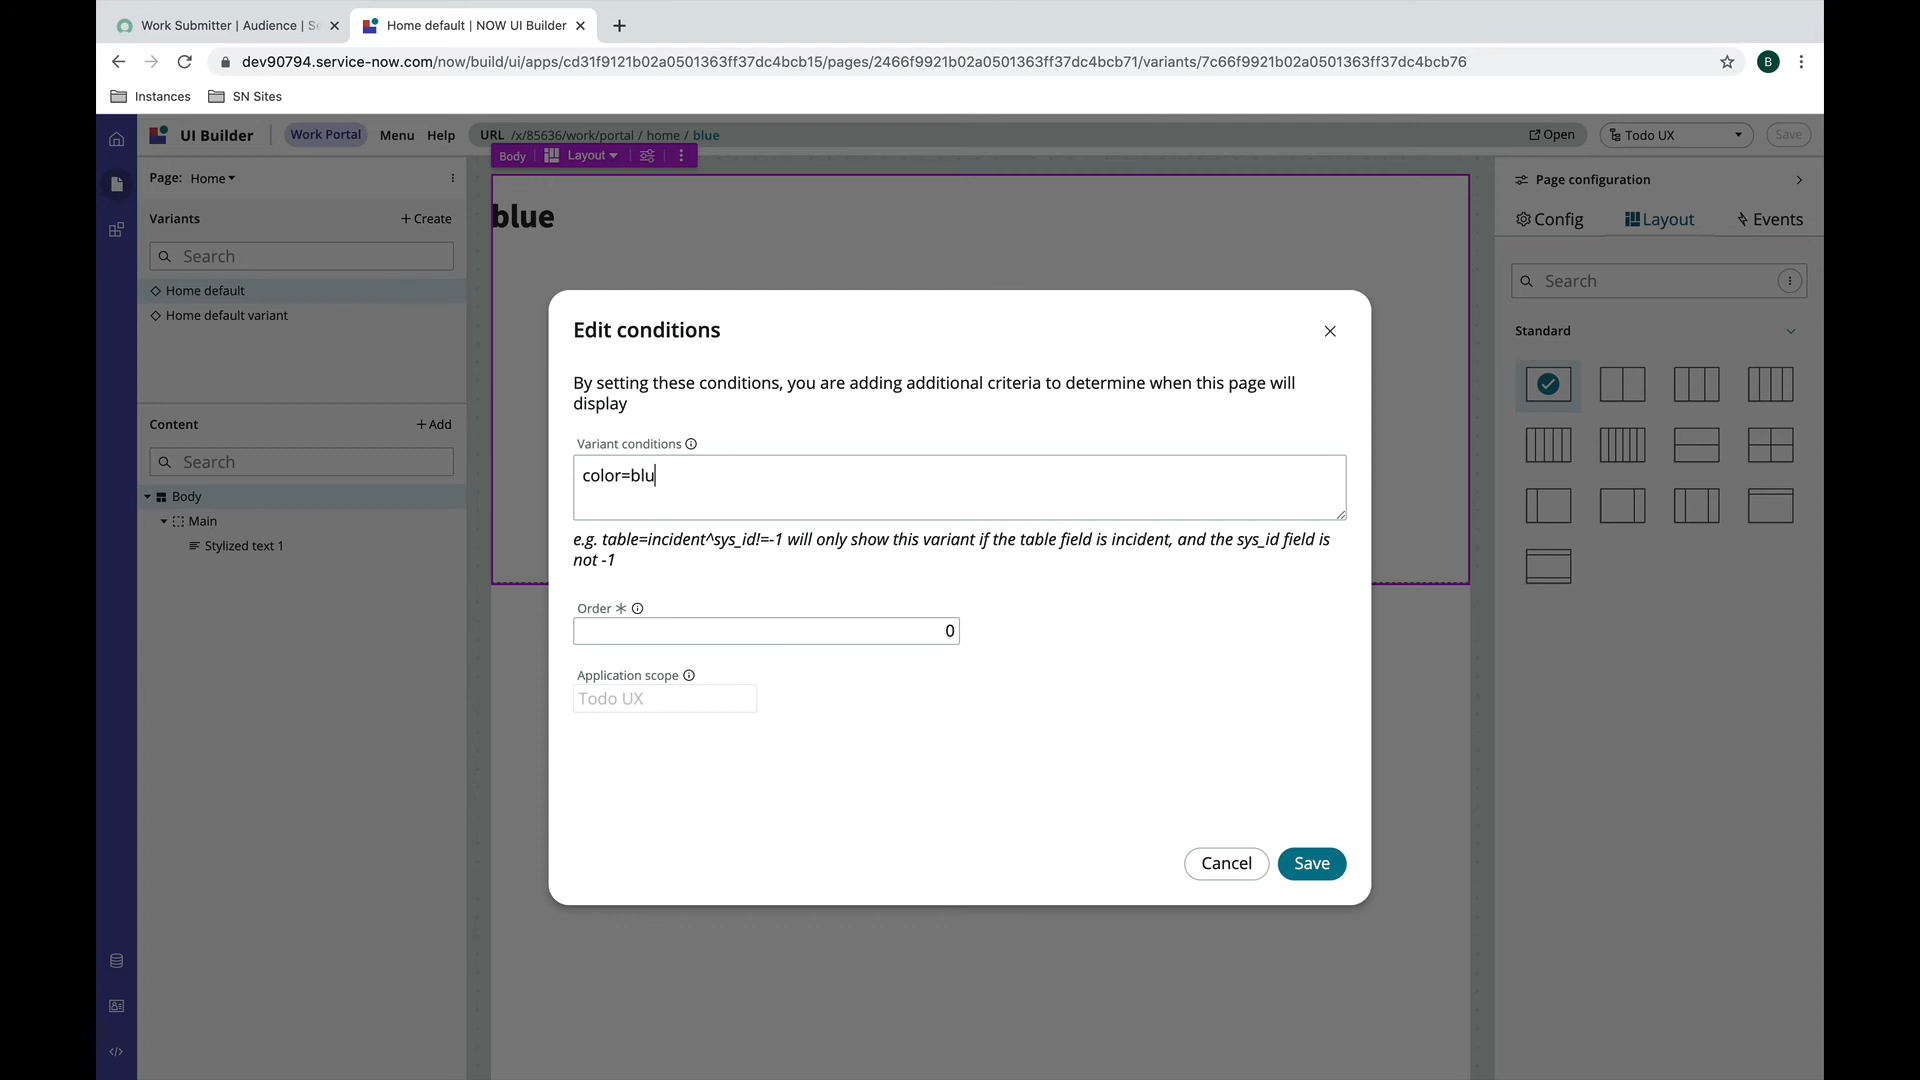 Work Submitter | Audience | S
Home default | NOW UI Builder
dev90794.service-now.com/now/build/ui/apps/cd31f9121b02a0501363ff37dc4bcb15/pages/2466f9921b02a0501363ff37dc4bcb71/variants/7c66f9921b02a0501363ff37dc4bcb76
B
Instances
SN Sites
UI Builder
Work Portal
Menu
Help
URL /x/85636/work/portal / home / blue
Open
Todo UX
Save
Body
Layout
Page: Home
Variants
+ Create
Search
Home default
Home default variant
Content
+ Add
Search
Body
Main
Stylized text 1
blue
Edit conditions
By setting these conditions, you are adding additional criteria to determine when this page will
display
Variant conditions
color=blu
e.g. table=incident^sys_id!=-1 will only show this variant if the table field is incident, and the sys_id field is
not -1
Order
0
Application scope
Todo UX
Cancel
Save
Page configuration
Config
Layout
Events
Search
Standard